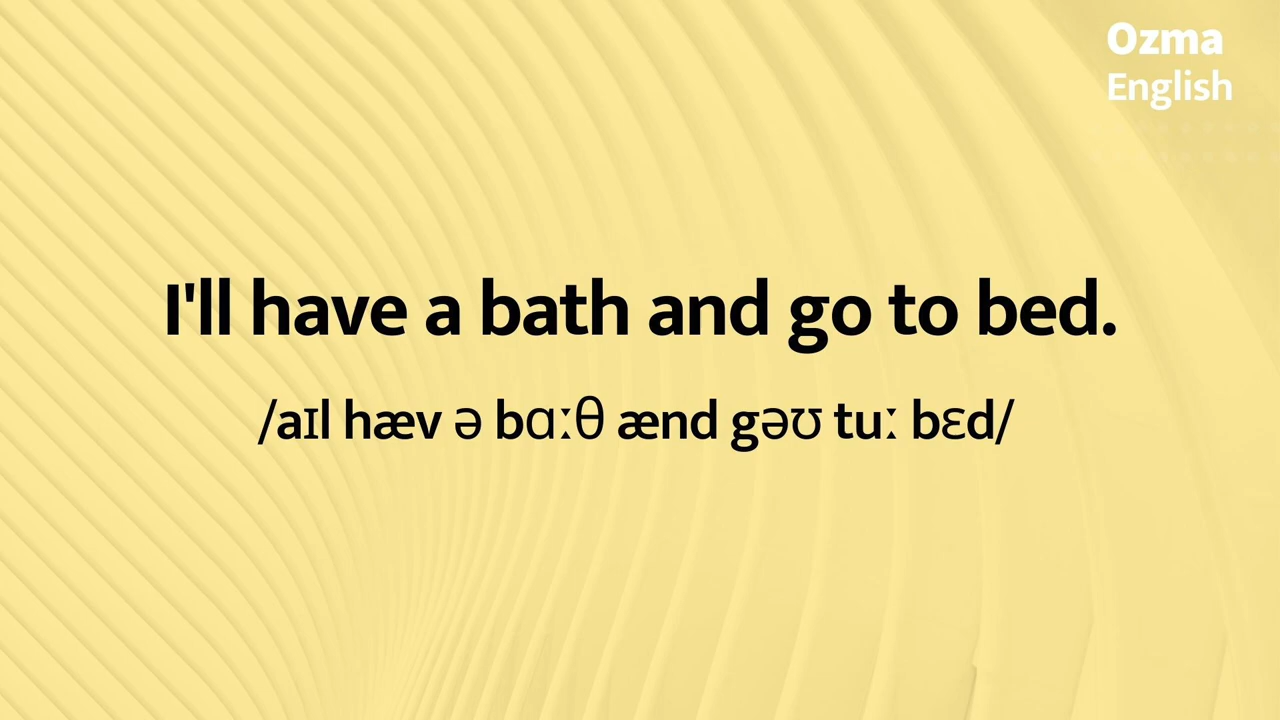 Ozma
English
I'll have a bath and go to bed.
/aɪl hæv ə bɑːθ ænd gəʊ tuː bɛd/